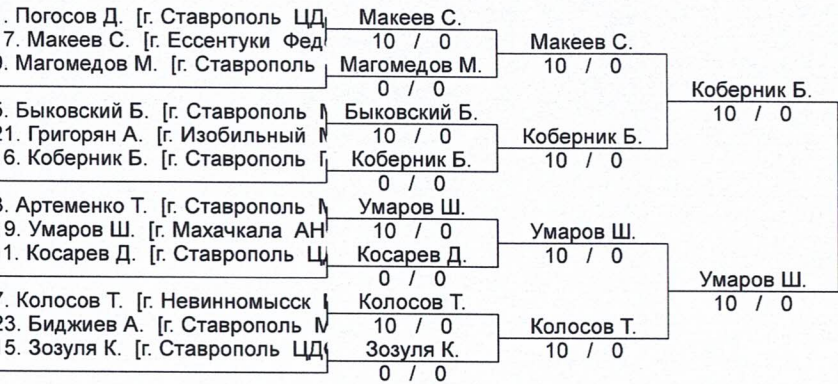 . Погосов Д. [г. Ставрополь ЦД
7. Макеев С. [г. Ессентуки Фед
. Магомедов М. [г. Ставрополь
. Быковский Б. [г. Ставрополь
21. Григорян А. [г. Изобильный
6. Коберник Б. [г. Ставрополь
. Артеменко Т. [г. Ставрополь
9. Умаров Ш. [г. Махачкала АН
1. Косарев Д. [г. Ставрополь
7. Колосов Т. [г. Невинномысск
23. Биджиев А. [г. Ставрополь М
5. Зозуля К. [г. Ставрополь ЦД
Макеев С.
10 / 0
Магомедов М.
0 / 0
Быковский Б.
10 / 0
Коберник Б.
0 / 0
Умаров Ш.
10 / 0
Косарев Д.
0 / 0
Колосов Т.
10 / 0
Зозуля К.
0 / 0
Макеев С.
10 / 0
Коберник Б.
10 / 0
Умаров Ш.
10 / 0
Колосов Т.
10 / 0
Коберник Б.
10 / 0
Умаров Ш.
10 / 0